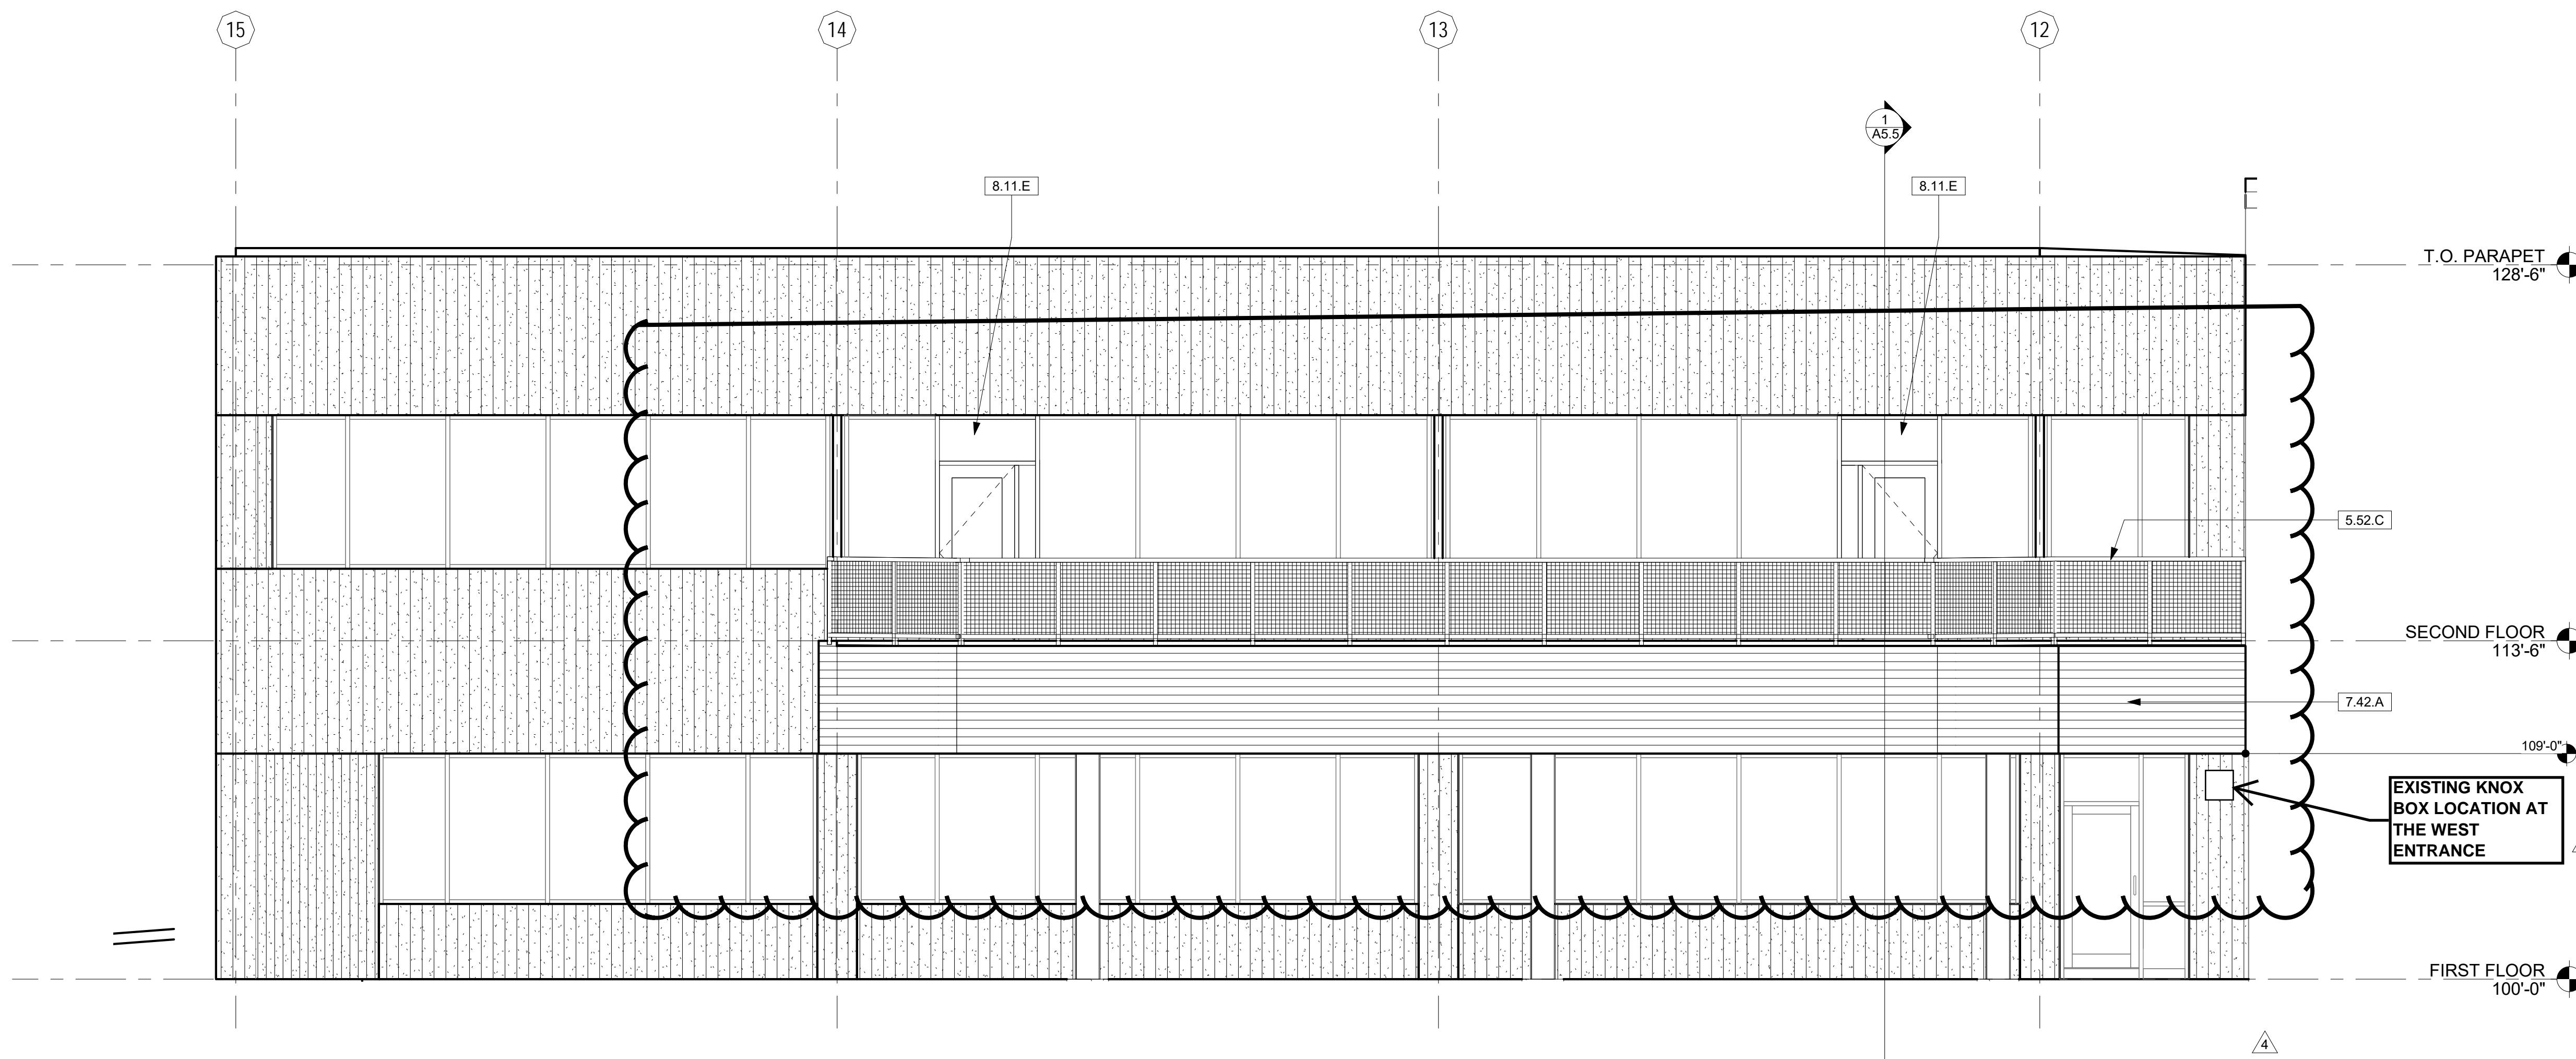 15
14
13
12
1
A5.5
8.11.E
8.11.E
T.O. PARAPET
128'-6"
5.52.C
SECOND FLOOR
113'-6"
7.42.A
109'-0"
EXISTING KNOX
BOX LOCATION AT
THE WEST
ENTRANCE
FIRST FLOOR
100'-0"
4